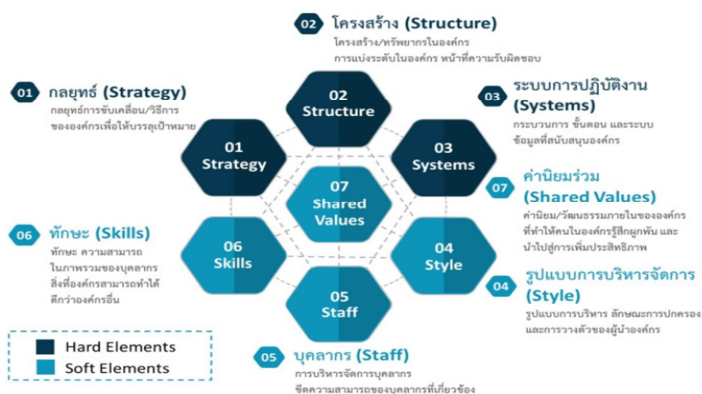 02 โครงสร้าง (Structure)
โครงสร้าง/ทรัพยากรในองค์กร
การแบ่งระดับในองค์กร หน้าที่ความรับผิดชอบ
01 กลยุทธ์ (Strategy)
กลยุทธ์การขับเคลื่อน/วิธีการ
ขององค์กรเพื่อให้บรรลุเป้าหมาย
03 ระบบการปฏิบัติงาน
(Systems)
กระบวนการ ขั้นตอน และระบบ
ข้อมูลที่สนับสนุนองค์กร
02
Structure
01
Strategy
03
Systems
07
Shared
Values
06
Skills
04
Style
05
Staff
07 ค่านิยมร่วม
(Shared Values)
ค่านิยม/วัฒนธรรมภายในขององค์กร
ที่ทำให้คนในองค์กรรู้สึกผูกพัน และ
นำไปสู่การเพิ่มประสิทธิภาพ
06 ทักษะ (Skills)
ทักษะ ความสามารถ
ในภาพรวมของบุคลากร
สิ่งที่องค์กรสามารถทำได้
ดีกว่าองค์กรอื่น
04 รูปแบบการบริหารจัดการ
(Style)
รูปแบบการบริหาร ลักษณะการปกครอง
และการวางตัวของผู้นำองค์กร
Hard Elements
Soft Elements
05 บุคลากร (Staff)
การบริหารจัดการบุคลากร
ขีดความสามารถของบุคลากรที่เกี่ยวข้อง